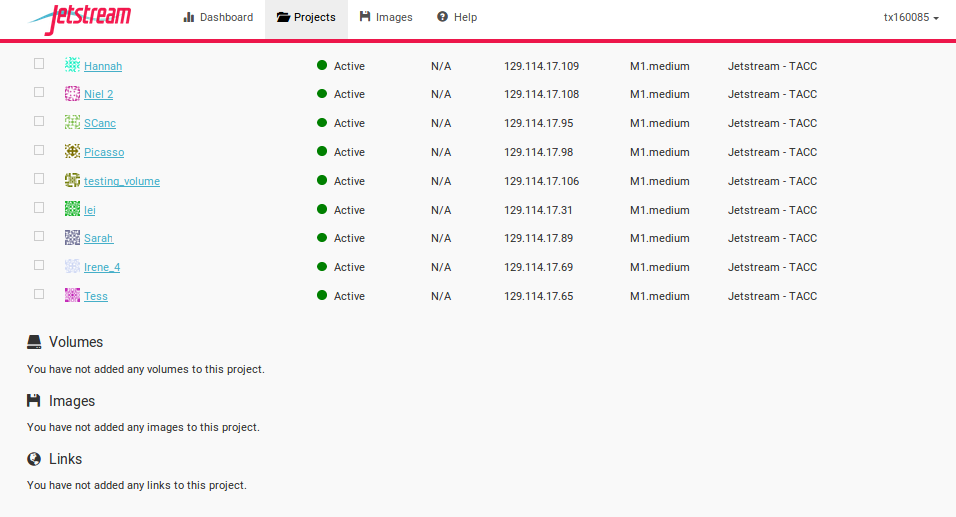 Jetstream Dashboard Projects Images Help tx160085
Hannah Active N/A 129.114.17.109 M1.medium Jetstream - TACC
Niel 2 Active N/A 129.114.17.108 M1.medium Jetstream - TACC
SCanc Active N/A 129.114.17.95 M1.medium Jetstream - TACC
Picasso Active N/A 129.114.17.98 M1.medium Jetstream - TACC
testing_volume Active N/A 129.114.17.106 M1.medium Jetstream - TACC
lei Active N/A 129.114.17.31 M1.medium Jetstream - TACC
Sarah Active N/A 129.114.17.89 M1.medium Jetstream - TACC
Irene_4 Active N/A 129.114.17.69 M1.medium Jetstream - TACC
Tess Active N/A 129.114.17.65 M1.medium Jetstream - TACC
Volumes
You have not added any volumes to this project.
Images
You have not added any images to this project.
Links
You have not added any links to this project.